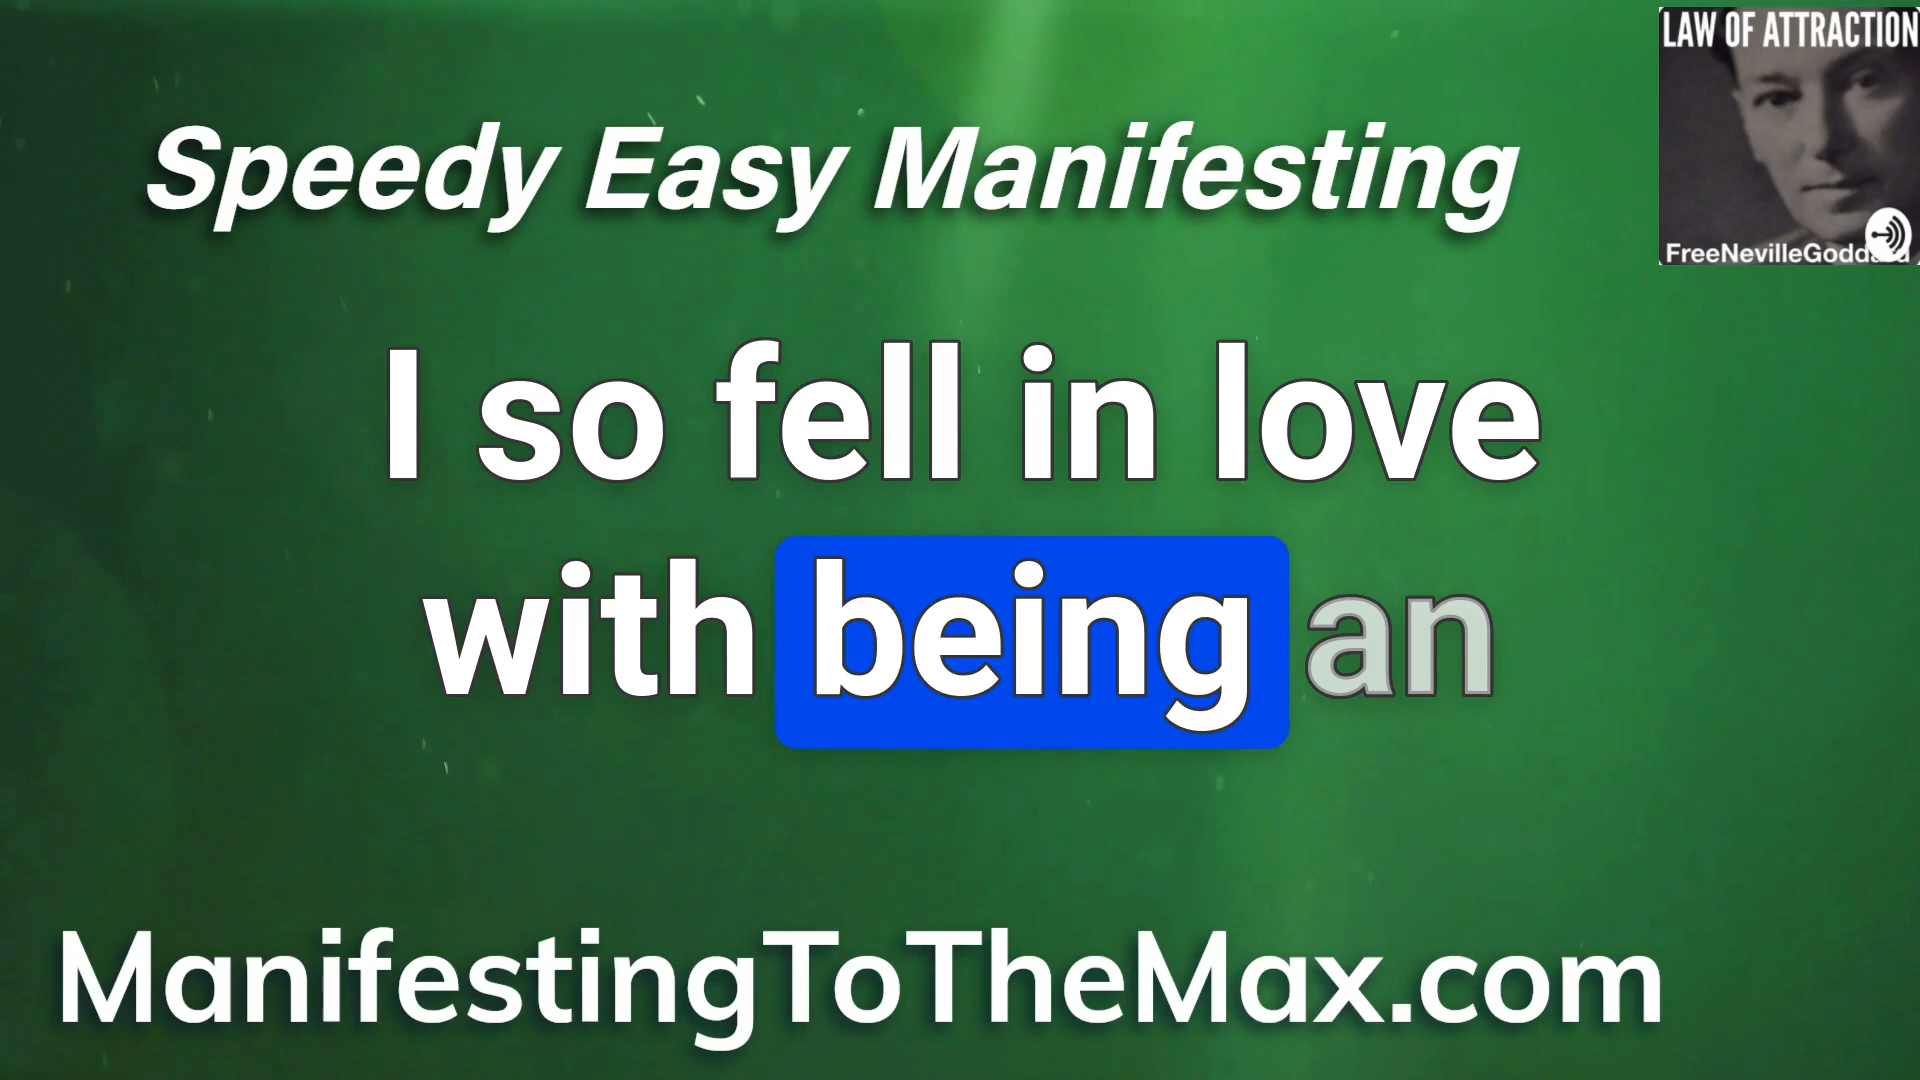 LAW OF ATTRACTION
Speedy Easy Manifesting
I so fell in love
with being an
ManifestingToTheMax.com